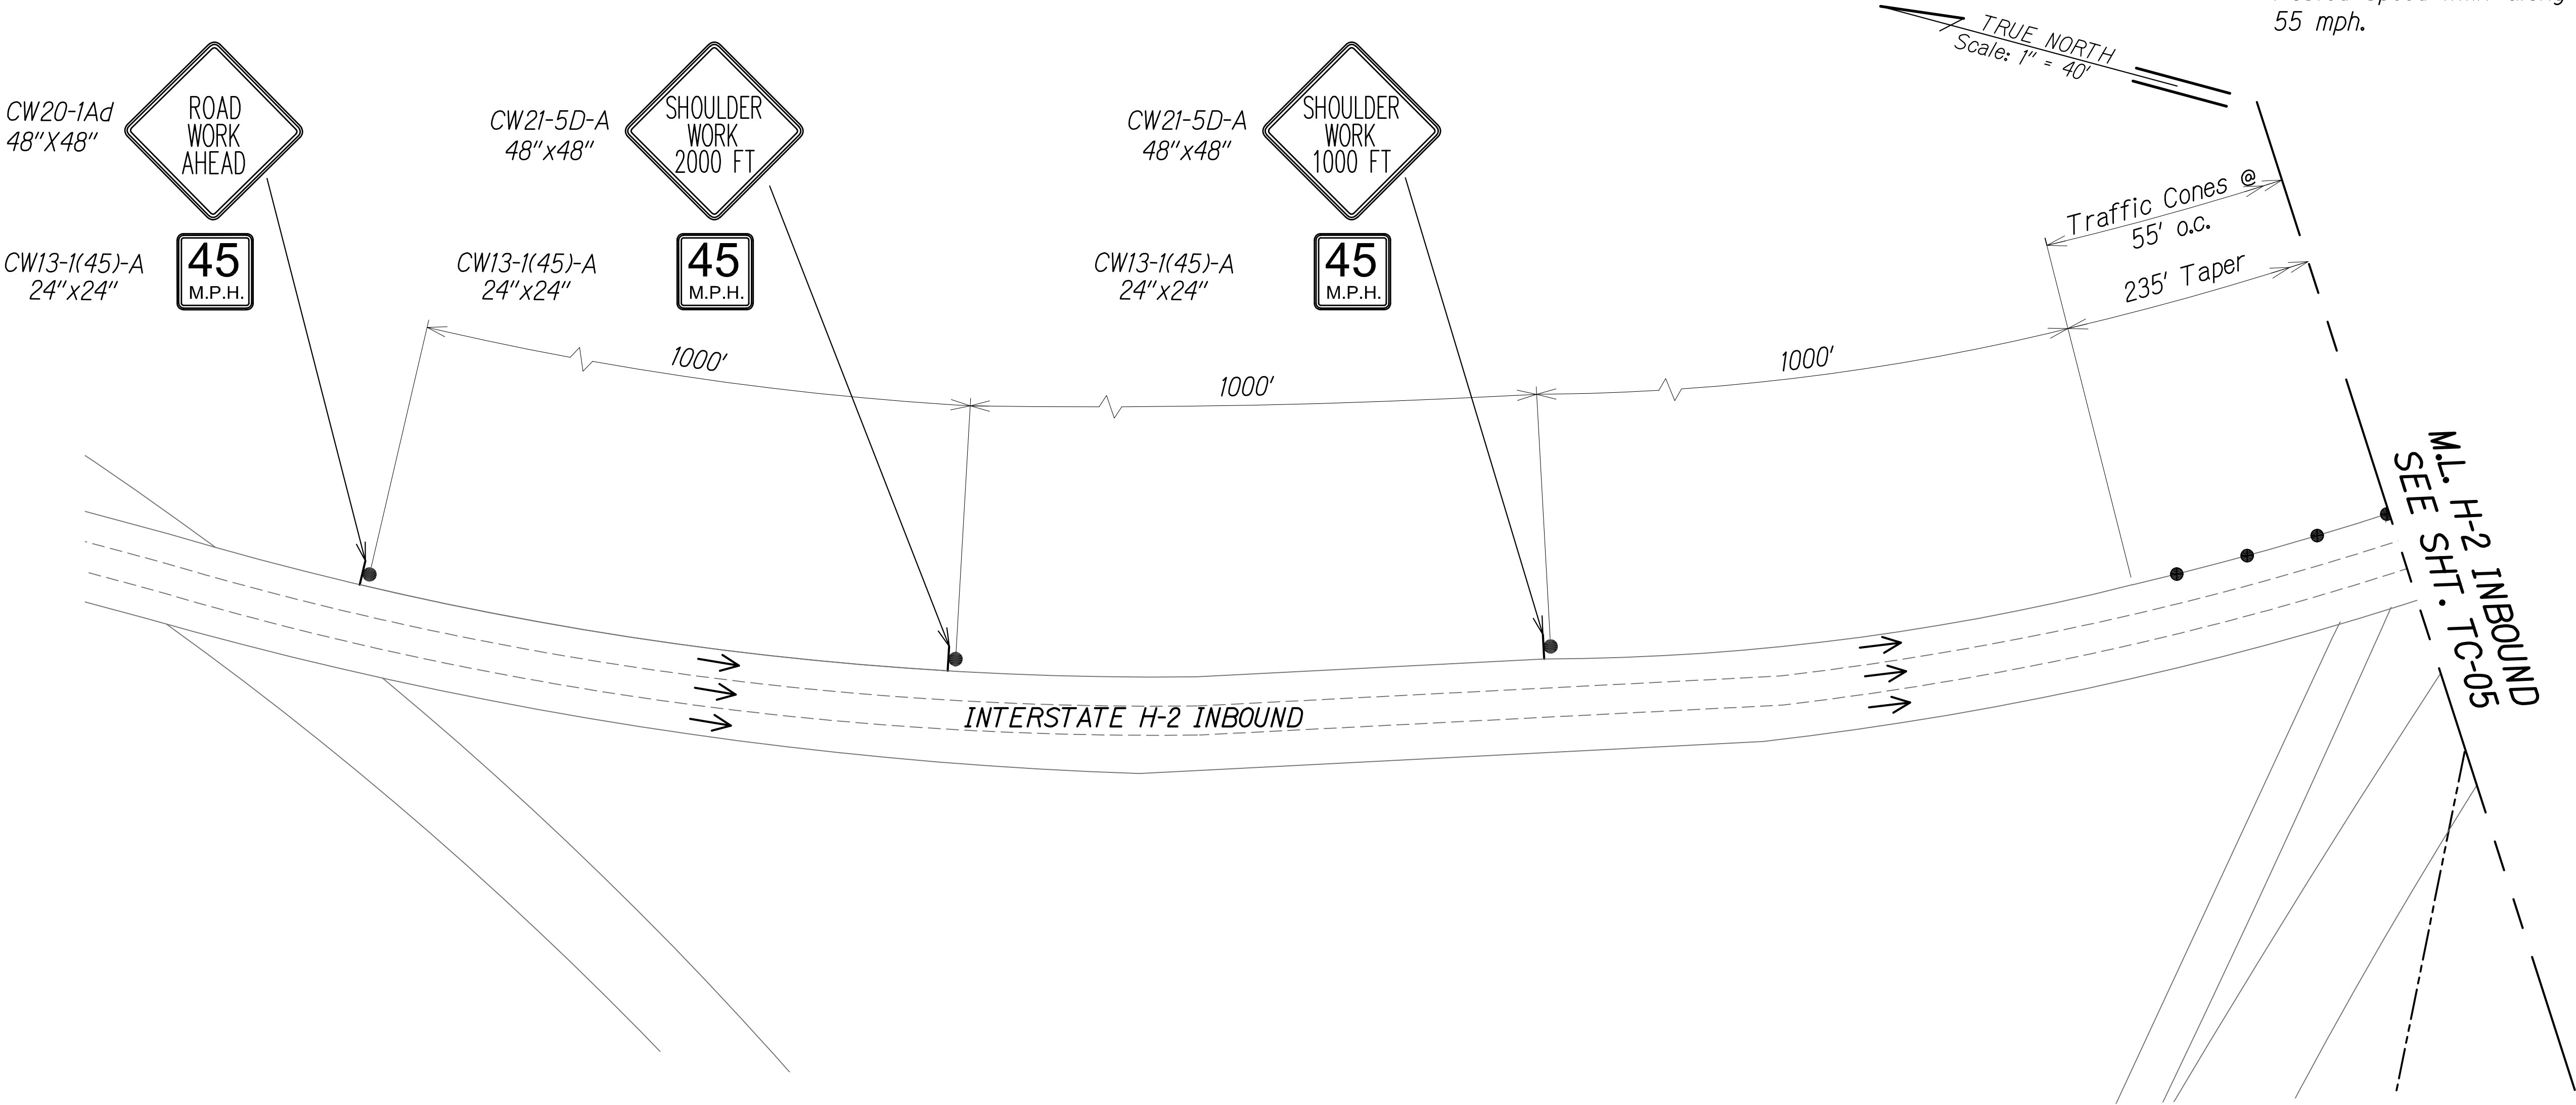 55 mph.
TRUE NORTH
Scale: 1" = 40'
CW20-1Ad
48"X48"
ROAD
WORK
AHEAD
CW13-1(45)-A
24"x24"
45
M.P.H.
CW21-5D-A
48"x48"
SHOULDER
WORK
2000 FT
CW13-1(45)-A
24"x24"
45
M.P.H.
CW21-5D-A
48"x48"
SHOULDER
WORK
1000 FT
CW13-1(45)-A
24"x24"
45
M.P.H.
Traffic Cones @
55' o.c.
235' Taper
1000'
1000'
1000'
INTERSTATE H-2 INBOUND
M.L. H-2 INBOUND
SEE SHT. TC-05